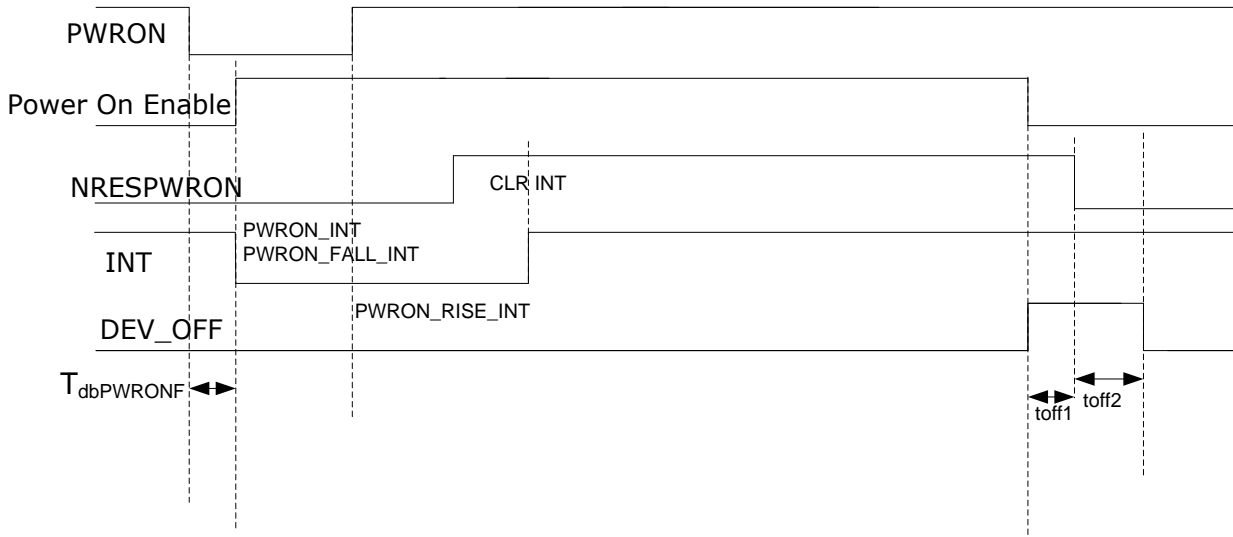 PWRON
Power On Enable
NRESPWRON
CLR INT
PWRON_INT
PWRON_FALL_INT
INT
PWRON_RISE_INT
DEV_OFF
TdbPWRONF
toff1
toff2